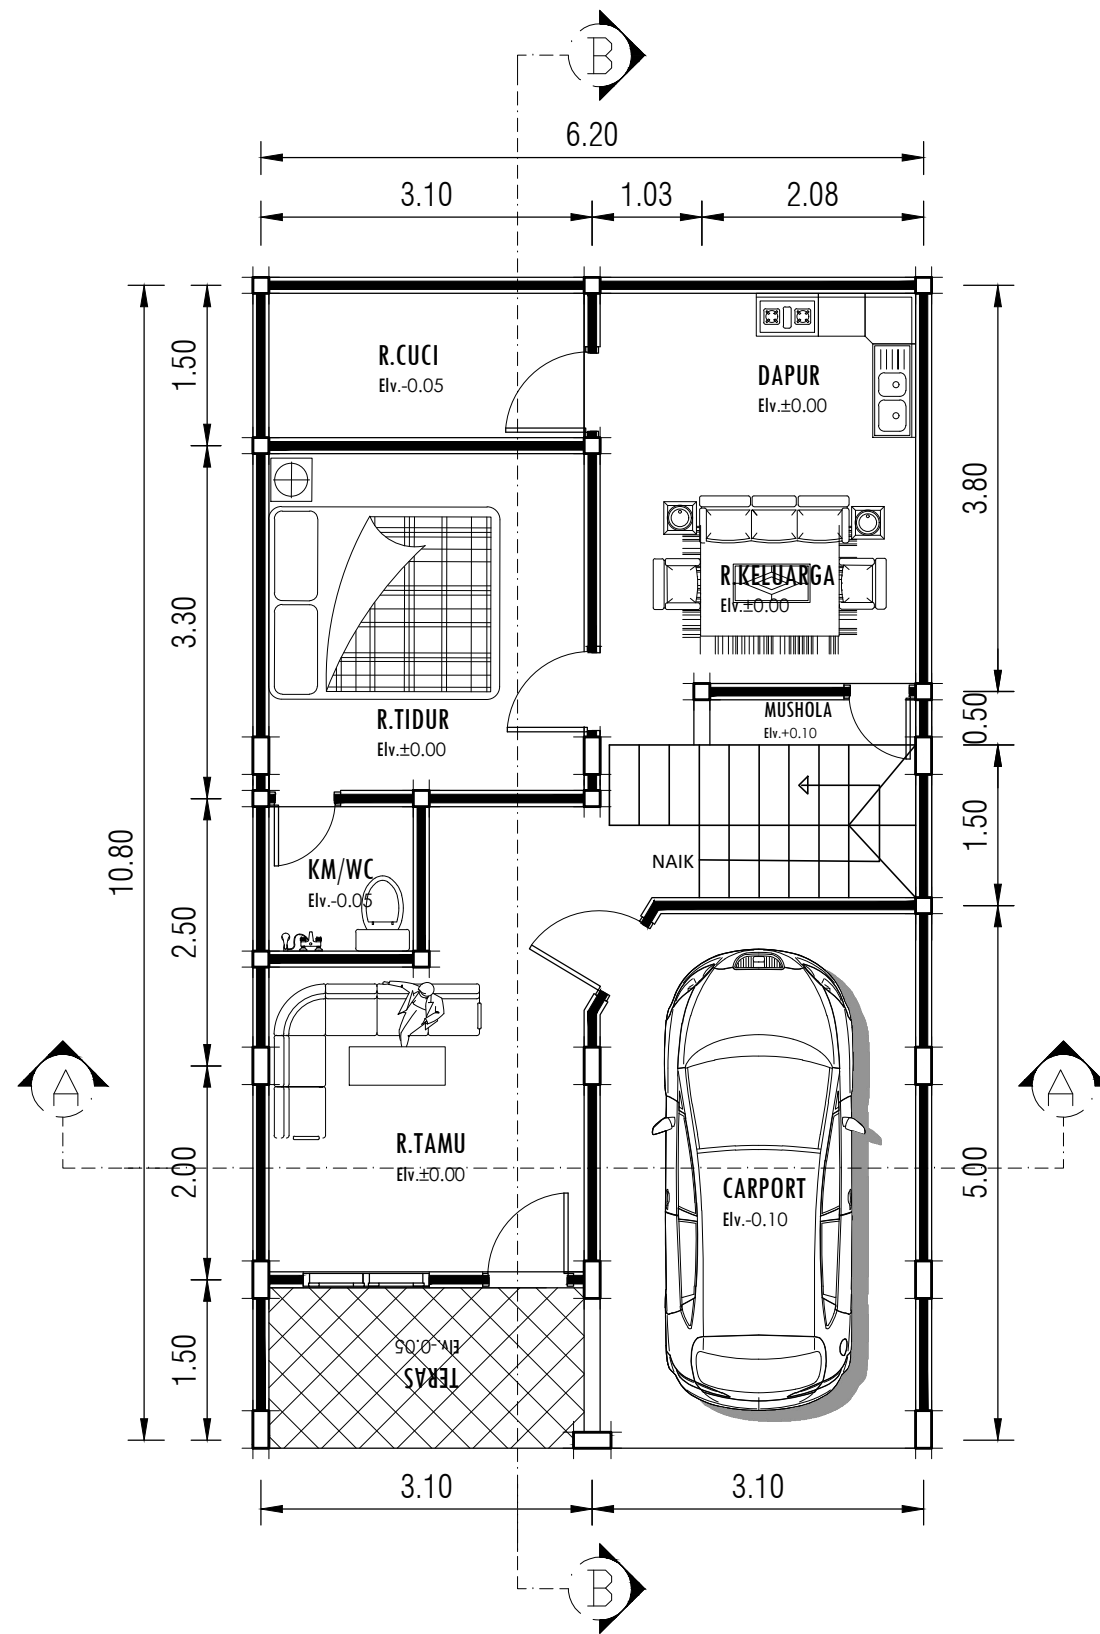 B
6.20
3.10
1.03
2.08
1.50
R.CUCI
Elv.-0.05
DAPUR
Elv.±0.00
3.80
3.30
R.KELUARGA
Elv.±0.00
R.TIDUR
Elv.±0.00
MUSHOLA
Elv.+0.10
0.50
10.80
1.50
NAIK
KM/WC
Elv.-0.05
2.50
A
A
R.TAMU
Elv.±0.00
2.00
CARPORT
Elv.-0.10
5.00
1.50
TERAS
Elv.-0.05
3.10
3.10
B